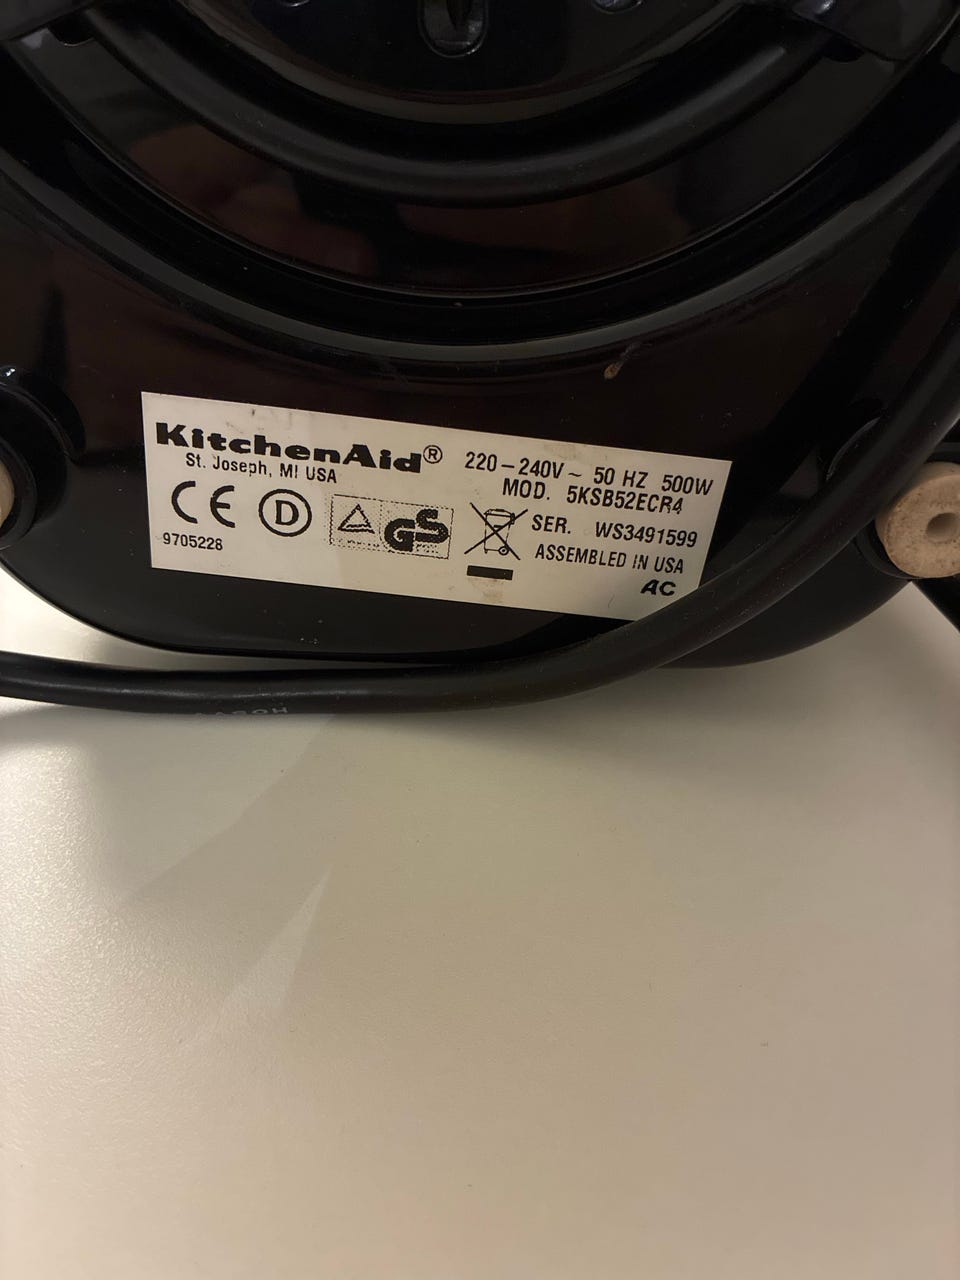 KitchenAid®
St. Joseph, MI USA
220-240V~ 50 HZ 500W
MOD. 5KSB52ECR4
CE D GS
SER. WS3491599
9705228
ASSEMBLED IN USA
AC